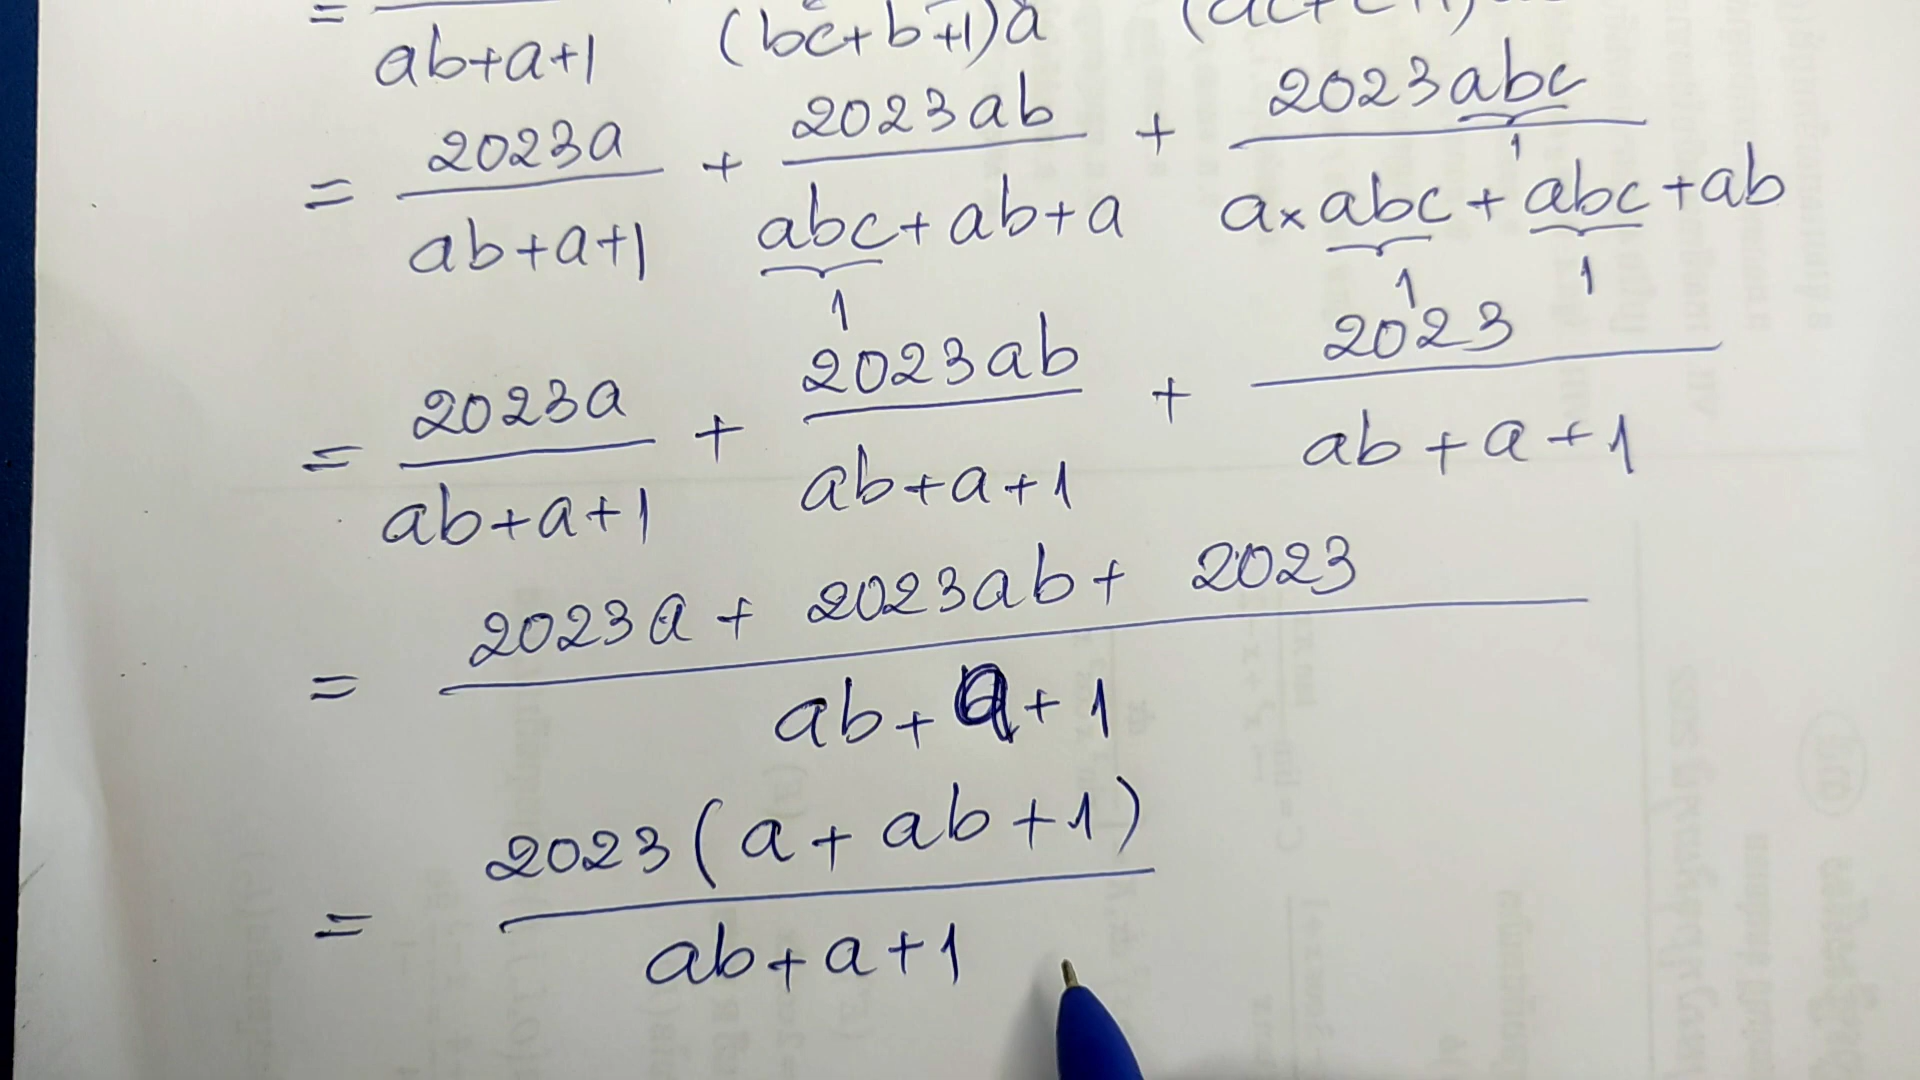 = ab+a+1 (bc+b+1)a
= 2023a/ab+a+1 + 2023ab/abc+ab+a + 2023abc/a×abc+abc+ab
1 1 1 1
= 2023a/ab+a+1 + 2023ab/ab+a+1 + 2023/ab+a+1
= 2023a+2023ab+2023/ab+a+1
= 2023(a+ab+1)/ab+a+1